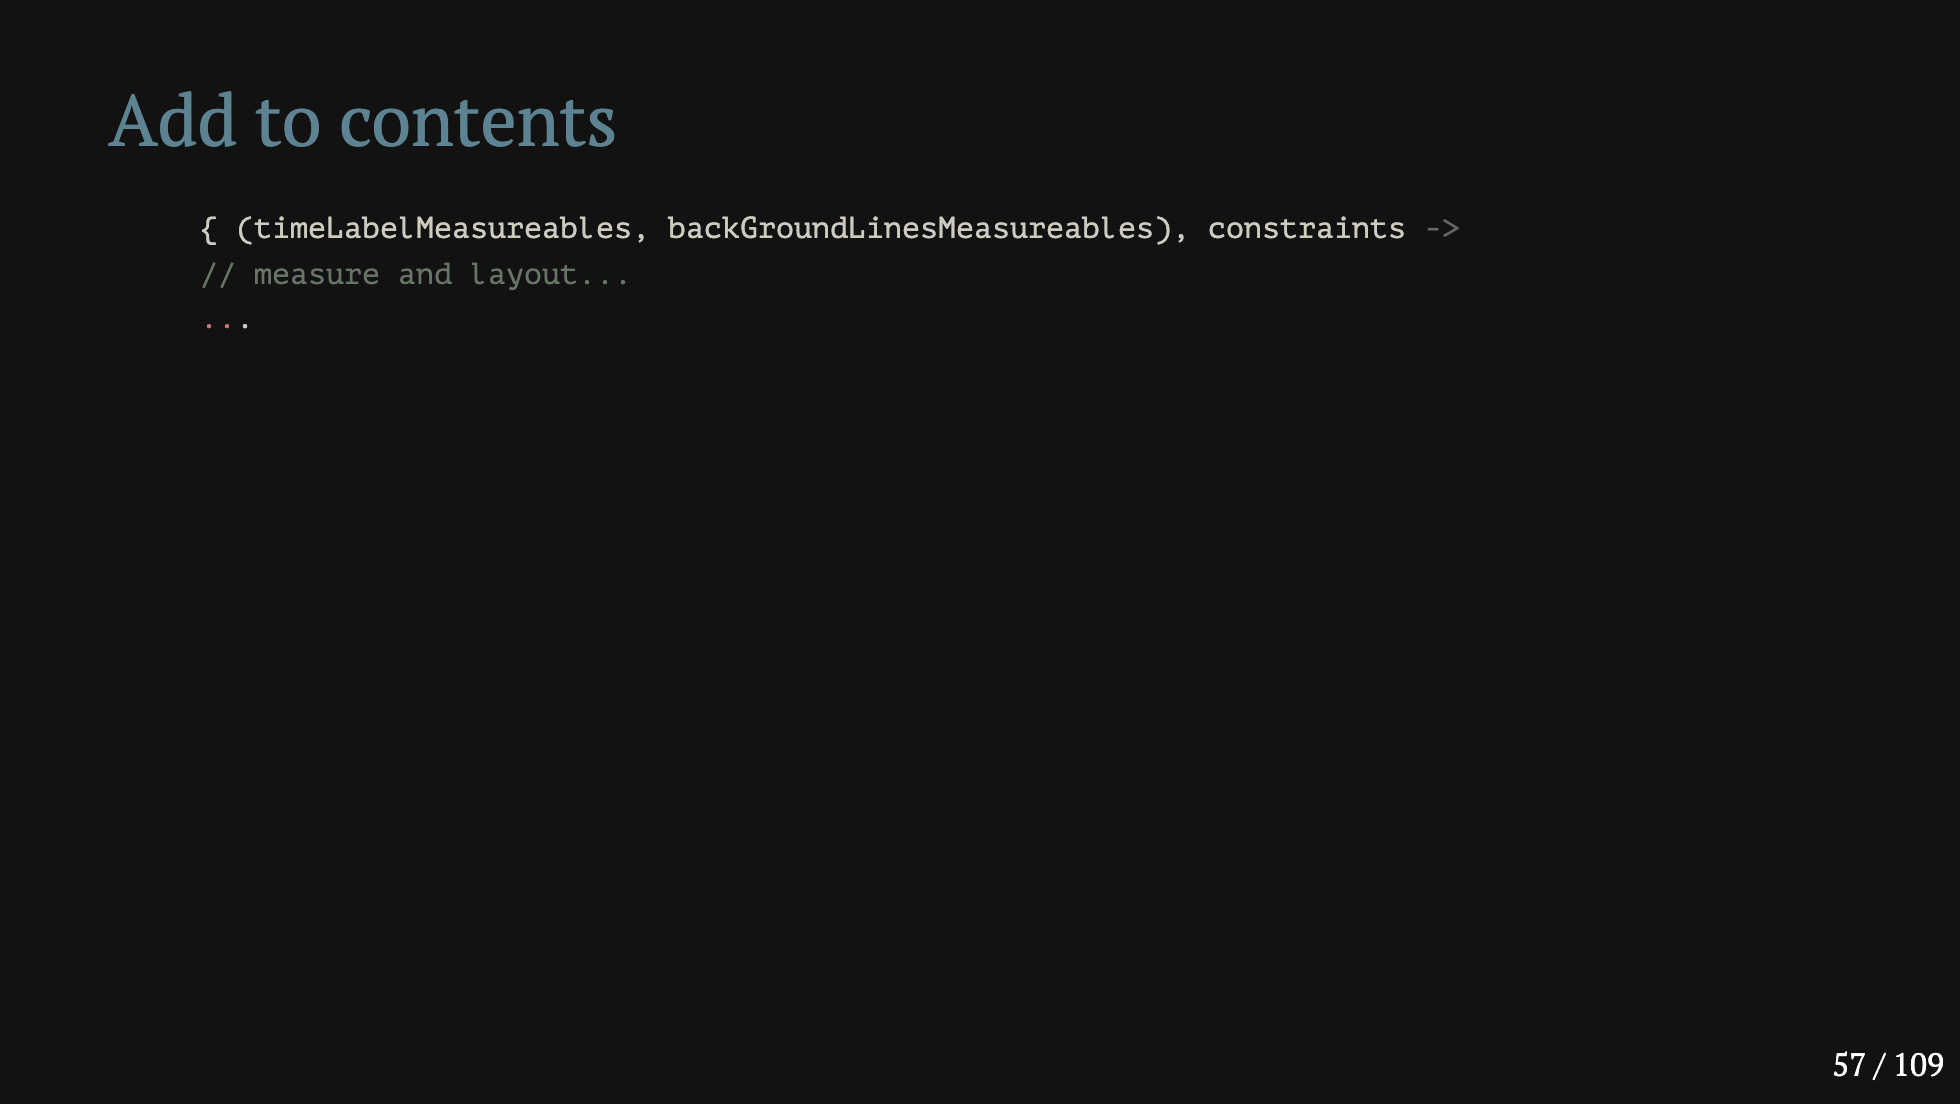 Add to contents
{ (timeLabelMeasureables, backGroundLinesMeasureables), constraints ->
// measure and layout...
...
57 / 109